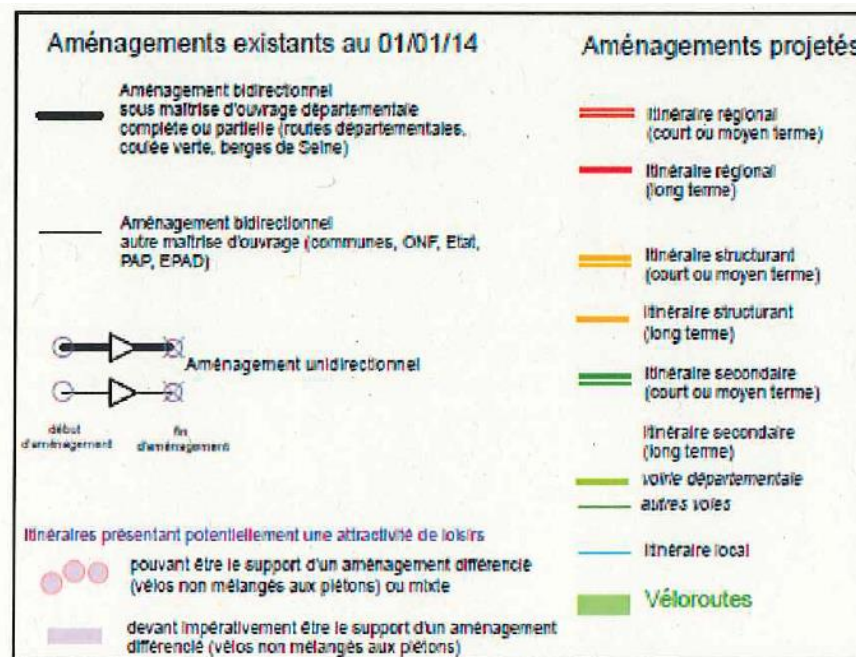 Aménagements existants au 01/01/14
Aménagement bidirectionnel
sous maîtrise d'ouvrage départementale
complète ou partielle (routes départementales,
coulée verte, berges de Seine)
Aménagement bidirectionnel
autre maîtrise d'ouvrage (communes, ONF, Etat,
PAP, EPAD)
Aménagement unidirectionnel
début
d'aménagement
fin
d'aménagement
Itinéraires présentant potentiellement une attractivité de loisirs
pouvant être le support d'un aménagement différencié
(vélos non mélangés aux piétons) ou mixte
devant impérativement être le support d'un aménagement
différencié (vélos non mélangés aux piétons)
Aménagements projetés
Itinéraire régional
(court ou moyen terme)
Itinéraire régional
(long terme)
Itinéraire structurant
(court ou moyen terme)
Itinéraire structurant
(long terme)
Itinéraire secondaire
(court ou moyen terme)
Itinéraire secondaire
(long terme)
voirie départementale
autres voies
Itinéraire local
Véloroutes